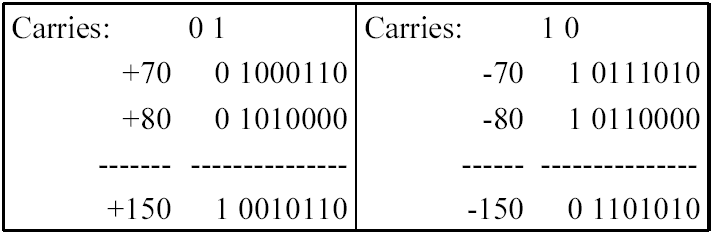 Carries: 0 1
+70 0 1000110
+80 0 1010000
------- ---------------
+150 1 0010110
Carries: 1 0
-70 1 0111010
-80 1 0110000
------ ---------------
-150 0 1101010